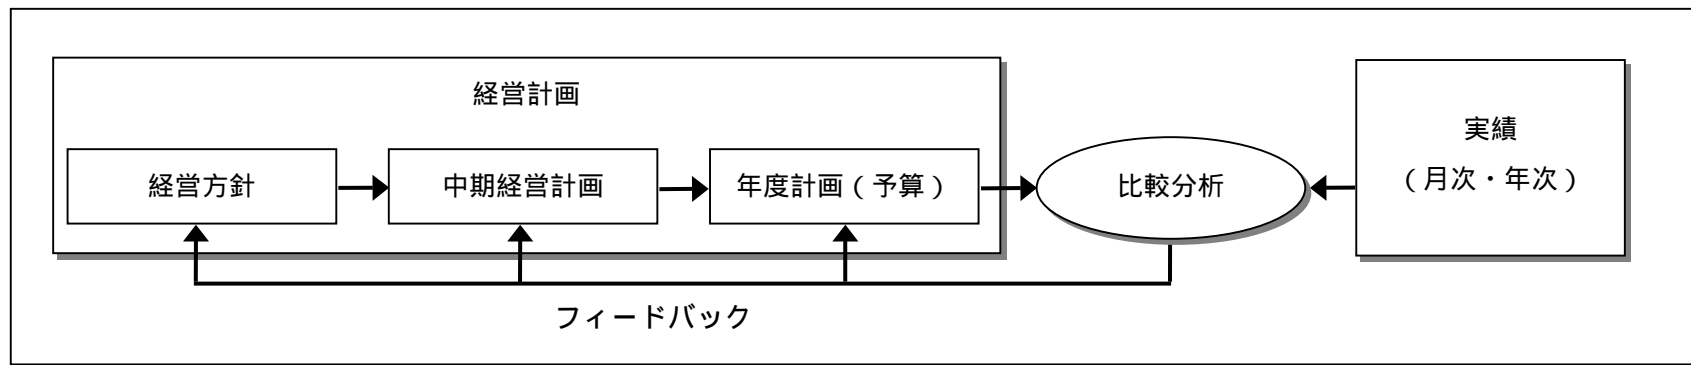 経営計画
経営方針
中期経営計画
年度計画（予算）
比較分析
実績
（月次・年次）
フィードバック